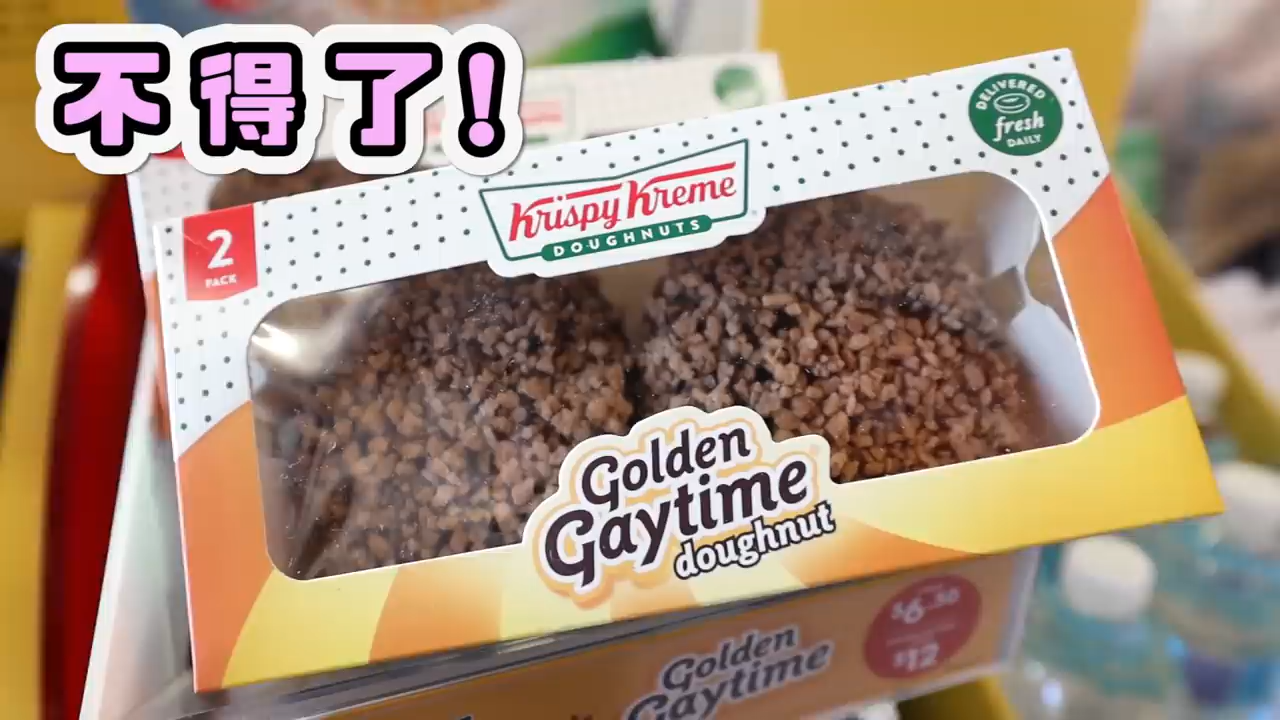 不得了!
DELIVERED
fresh
DAILY
Krispy Kreme
DOUGHNUTS
2
PACK
Golden
Gaytime
doughnut
$12
Golden
Gaytime